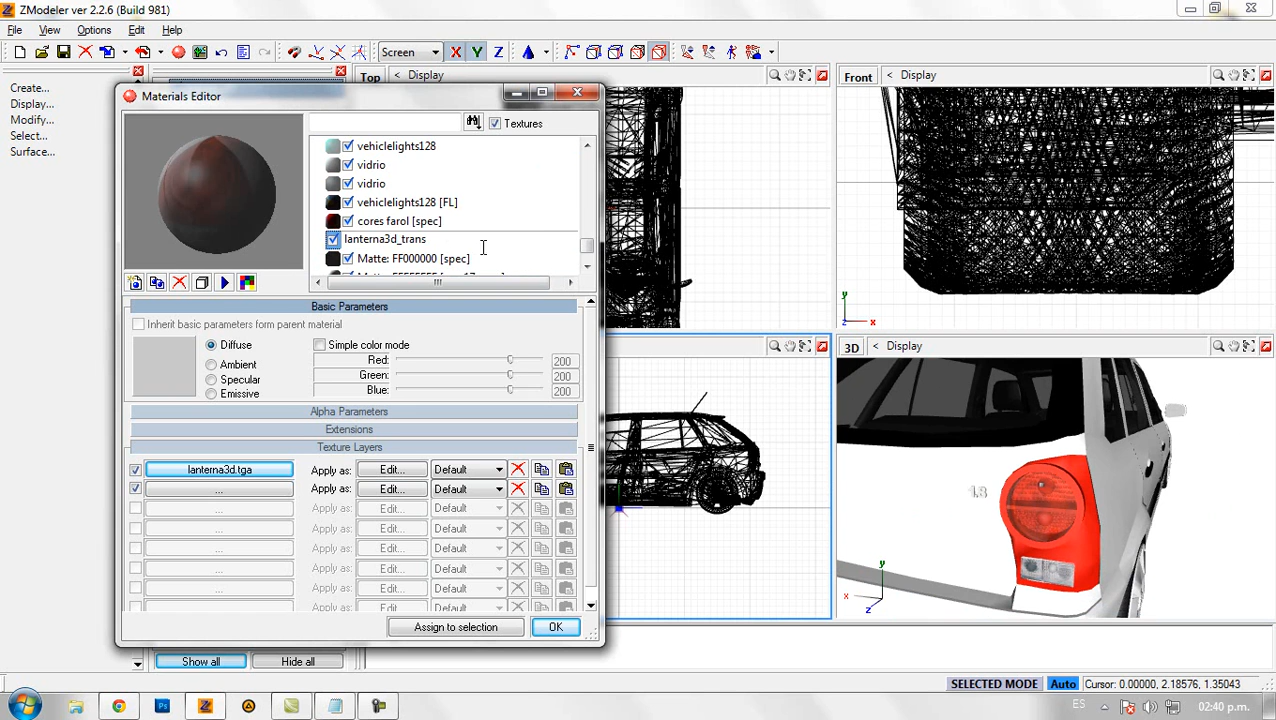 ZModeler ver 2.2.6 (Build 981)
File View Options Edit Help
Screen X Y Z
Create...
Display...
Modify...
Select...
Surface...
Materials Editor
Textures
vehiclelights128
vidrio
vidrio
vehiclelights128 [FL]
cores farol [spec]
lanterna3d_trans
Matte: FF000000 [spec]
Basic Parameters
Inherit basic parameters form parent material
Diffuse
Ambient
Specular
Emissive
Simple color mode
Red: 200
Green: 200
Blue: 200
Alpha Parameters
Extensions
Texture Layers
lanterna3d.tga Apply as: Edit... Default
... Apply as: Edit... Default
... Apply as: Edit... Default
... Apply as: Edit... Default
... Apply as: Edit... Default
... Apply as: Edit... Default
... Apply as: Edit... Default
... Apply as: Edit... Default
Assign to selection OK
Show all Hide all
Top < Display
Front < Display
3D < Display
y
z x
1.8
y
x
z
SELECTED MODE Auto Cursor: 0.00000, 2.18576, 1.35043
ES 02:40 p.m.